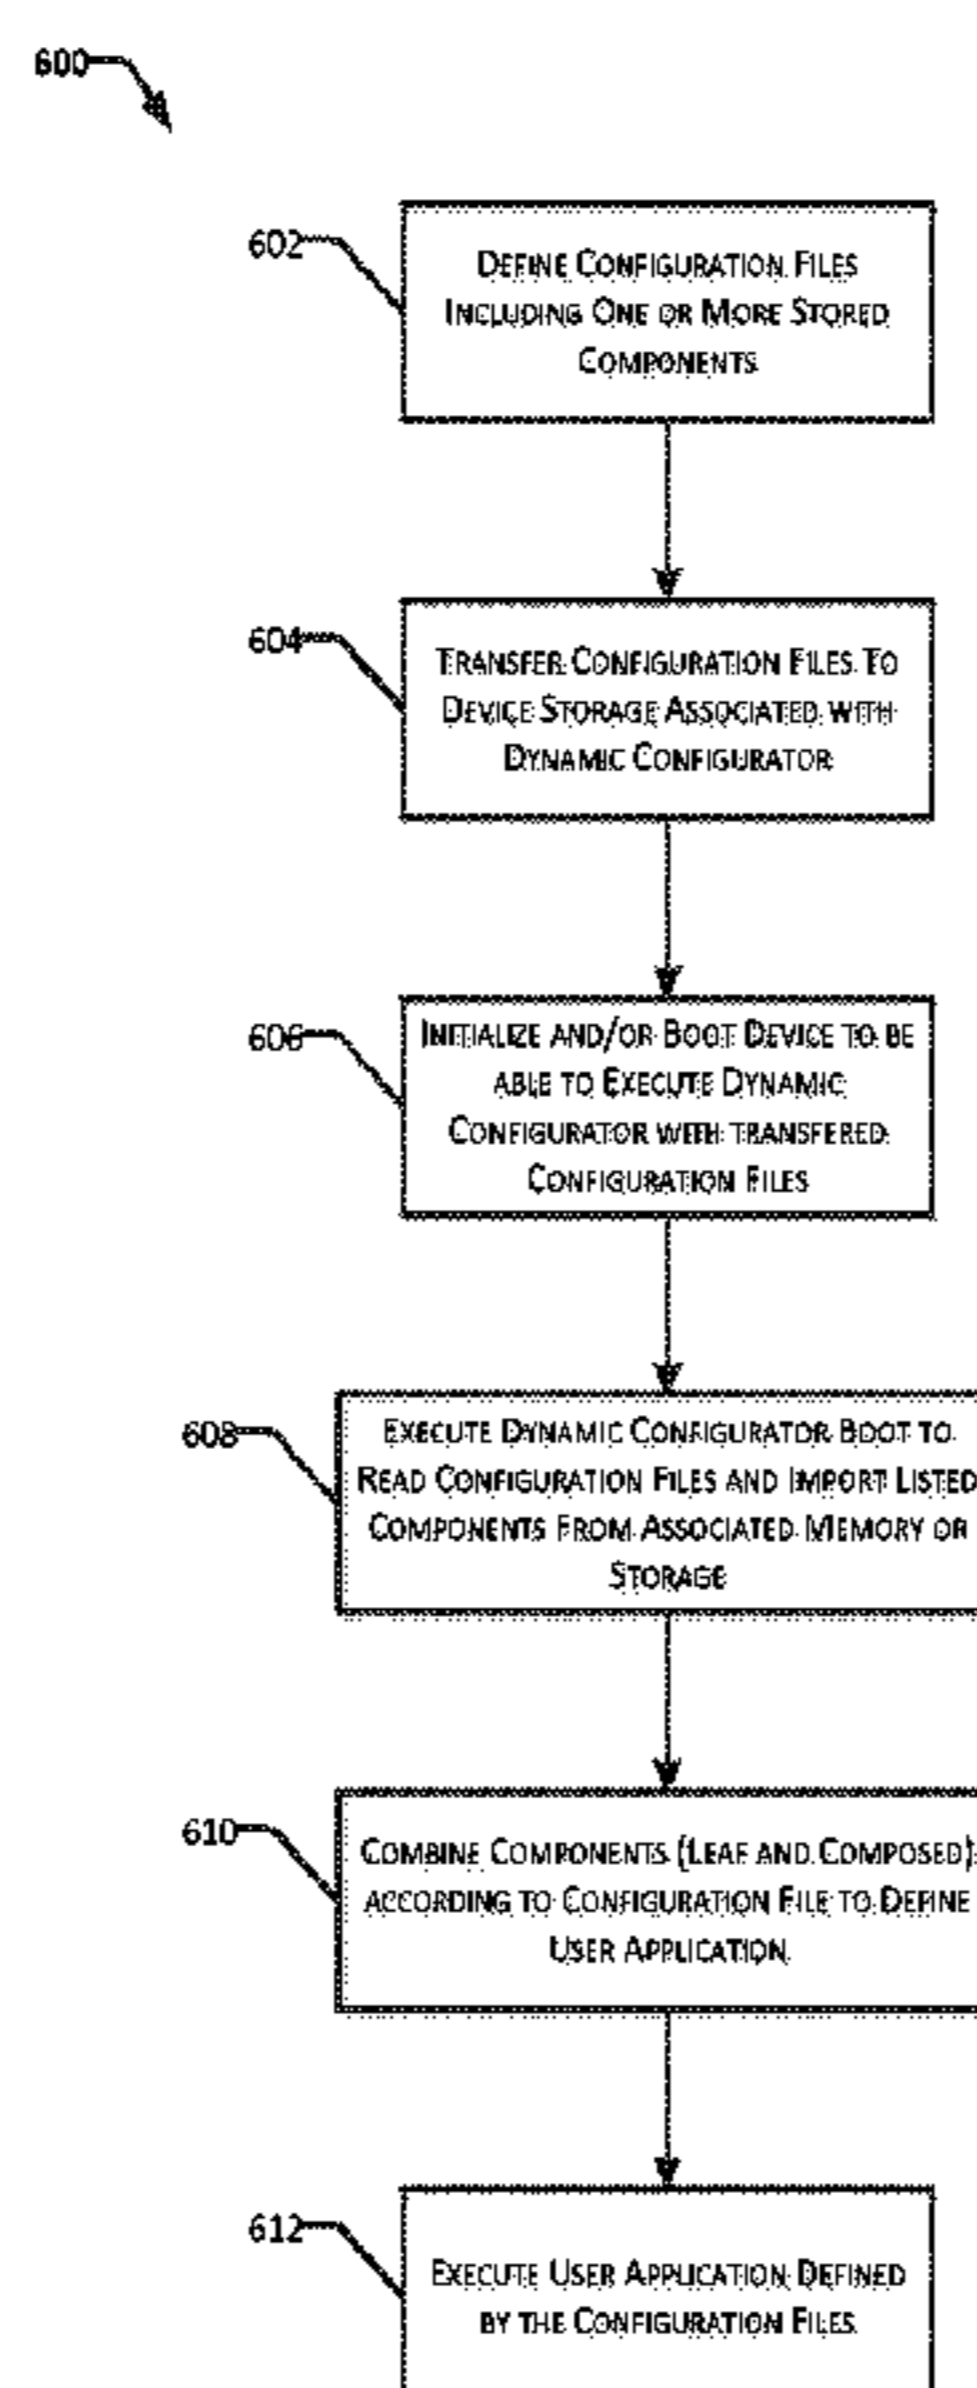 600
602
DEFINE CONFIGURATION FILES
INCLUDING ONE OR MORE STORED
COMPONENTS
604
TRANSFER CONFIGURATION FILES TO
DEVICE STORAGE ASSOCIATED WITH
DYNAMIC CONFIGURATOR
606
INITIALIZE AND/OR BOOT DEVICE TO BE
ABLE TO EXECUTE DYNAMIC
CONFIGURATOR WITH TRANSFERED
CONFIGURATION FILES
608
EXECUTE DYNAMIC CONFIGURATOR BOOT TO
READ CONFIGURATION FILES AND IMPORT LISTED
COMPONENTS FROM ASSOCIATED MEMORY OR
STORAGE
610
COMBINE COMPONENTS (LEAF AND COMPOSED)
ACCORDING TO CONFIGURATION FILE TO DEFINE
USER APPLICATION
612
EXECUTE USER APPLICATION DEFINED
BY THE CONFIGURATION FILES